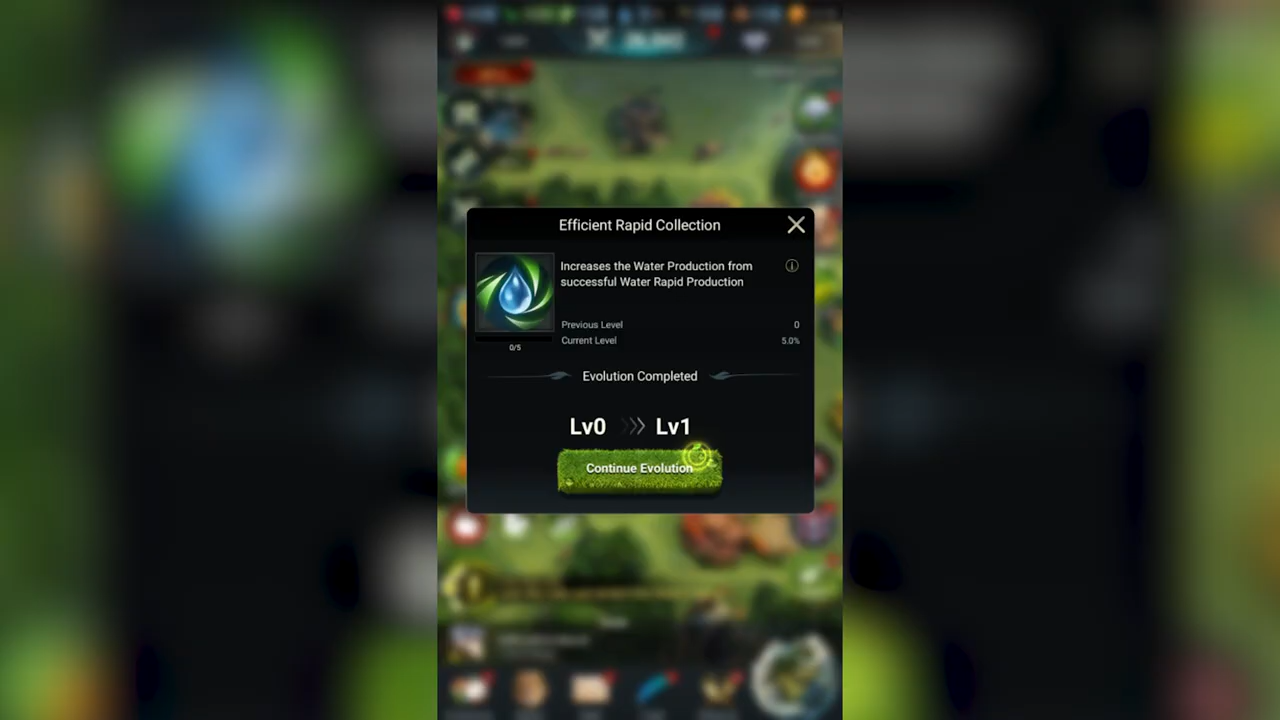 Efficient Rapid Collection
Increases the Water Production from
successful Water Rapid Production
Previous Level 0
Current Level 5.0%
0/5
Evolution Completed
Lv0 Lv1
Continue Evolution